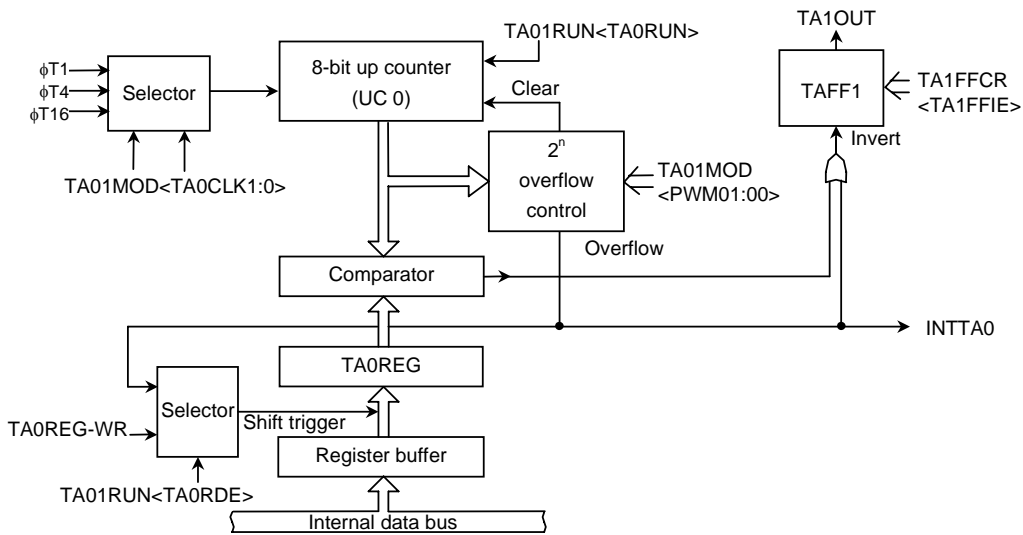 TA1OUT
TA01RUN<TA0RUN>
φT1
φT4
φT16
Selector
8-bit up counter
(UC 0)
TAFF1
TA1FFCR
<TA1FFIE>
Clear
Invert
TA01MOD<TA0CLK1:0>
2ⁿ
overflow
control
TA01MOD
<PWM01:00>
Overflow
Comparator
INTTA0
TA0REG
Selector
Shift trigger
TA0REG-WR
Register buffer
TA01RUN<TA0RDE>
Internal data bus